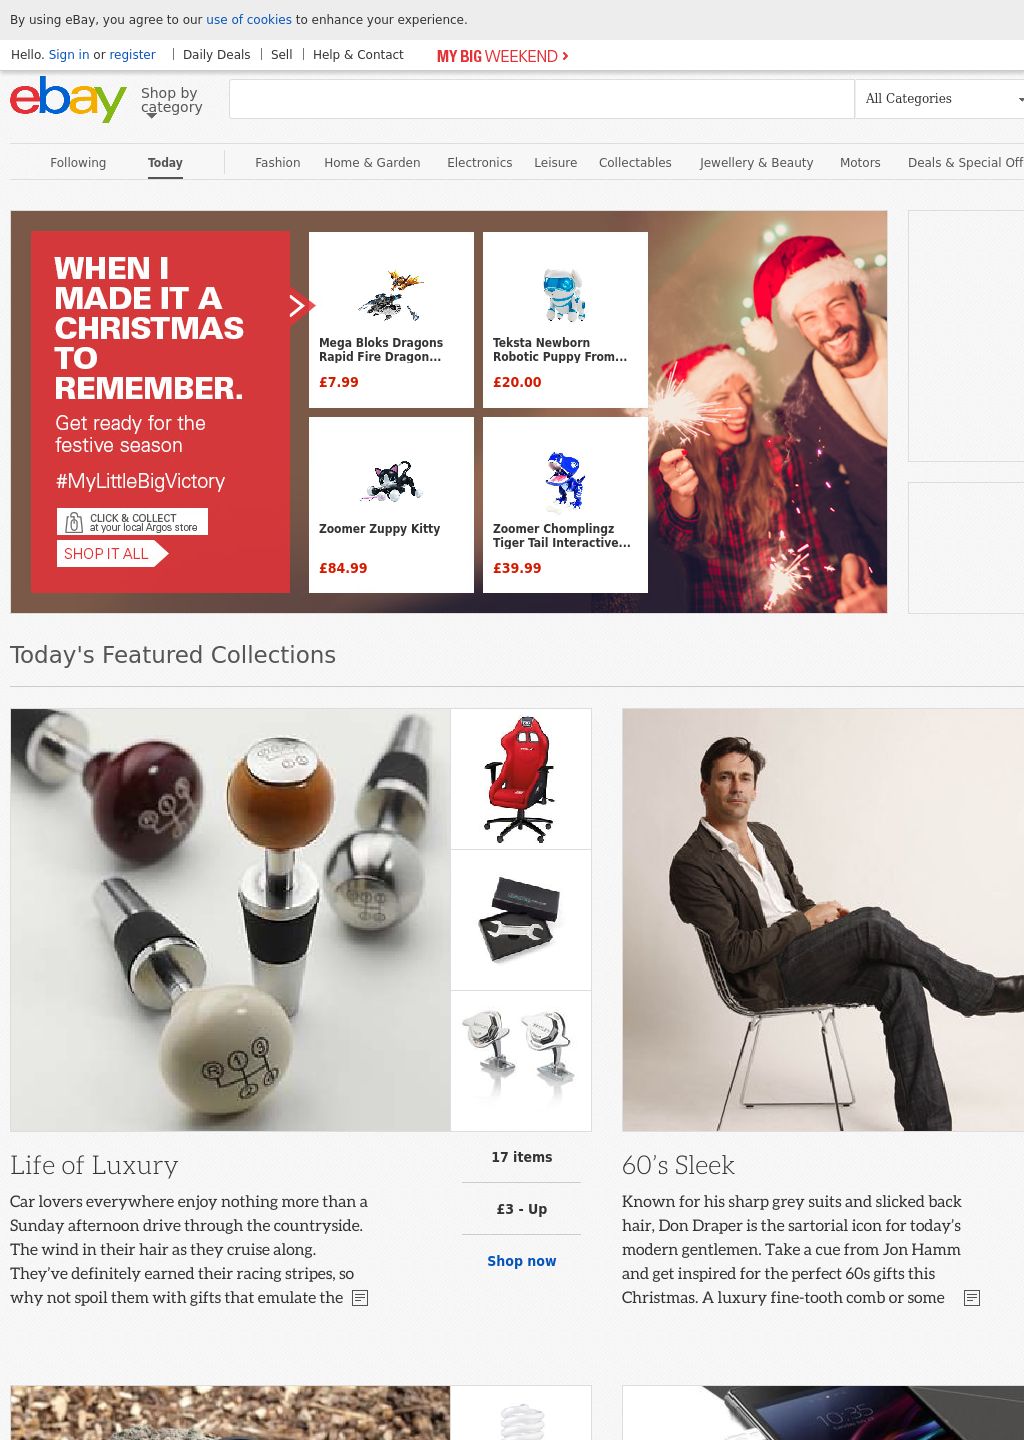 By using eBay, you agree to our use of cookies to enhance your experience.
Hello. Sign in or register
Daily Deals
Sell
Help & Contact
MY BIG WEEKEND
ebay
Shop by category
All Categories
Following
Today
Fashion
Home & Garden
Electronics
Leisure
Collectables
Jewellery & Beauty
Motors
Deals & Special Off
WHEN I
MADE IT A
CHRISTMAS
TO
REMEMBER.
Get ready for the
festive season
#MyLittleBigVictory
CLICK & COLLECT
at your local Argos store
SHOP IT ALL
Mega Bloks Dragons
Rapid Fire Dragon...
£7.99
Teksta Newborn
Robotic Puppy From...
£20.00
Zoomer Zuppy Kitty
£84.99
Zoomer Chomplingz
Tiger Tail Interactive...
£39.99
Today's Featured Collections
Life of Luxury
Car lovers everywhere enjoy nothing more than a
Sunday afternoon drive through the countryside.
The wind in their hair as they cruise along.
They've definitely earned their racing stripes, so
why not spoil them with gifts that emulate the
17 items
£3 - Up
Shop now
60's Sleek
Known for his sharp grey suits and slicked back
hair, Don Draper is the sartorial icon for today's
modern gentlemen. Take a cue from Jon Hamm
and get inspired for the perfect 60s gifts this
Christmas. A luxury fine-tooth comb or some
10:35